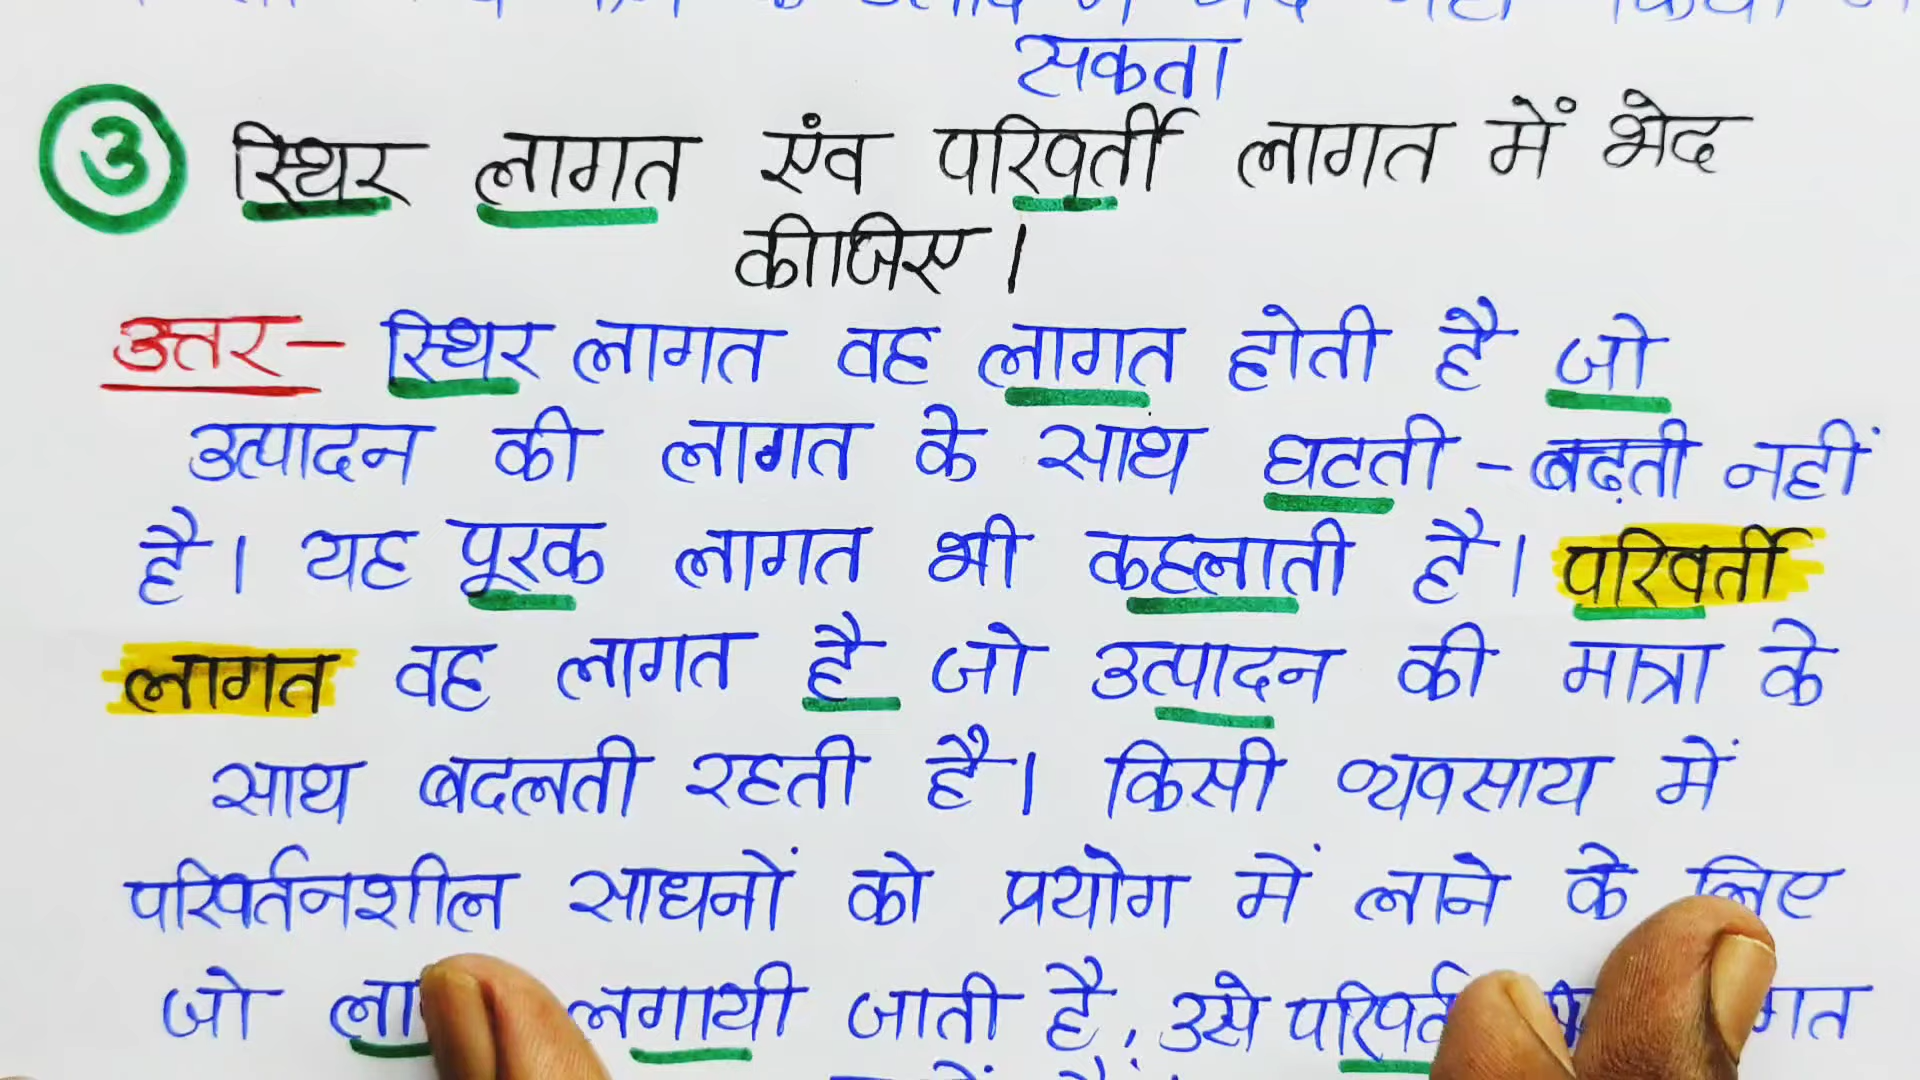 सकता
3 स्थिर लागत एंव परिवर्ती लागत में भेद
कीजिए।
उत्तर- स्थिर लागत वह लागत होती है जो
उत्पादन की लागत के साथ घटती -बढ़ती नहीं
है। यह पूरक लागत भी कहलाती है। परिवर्ती
लागत वह लागत है जो उत्पादन की मात्रा के
साथ बदलती रहती है। किसी व्यवसाय में
परिवर्तनशील साधनों को प्रयोग में लाने के लिए
जो लगायी जाती है, उसे